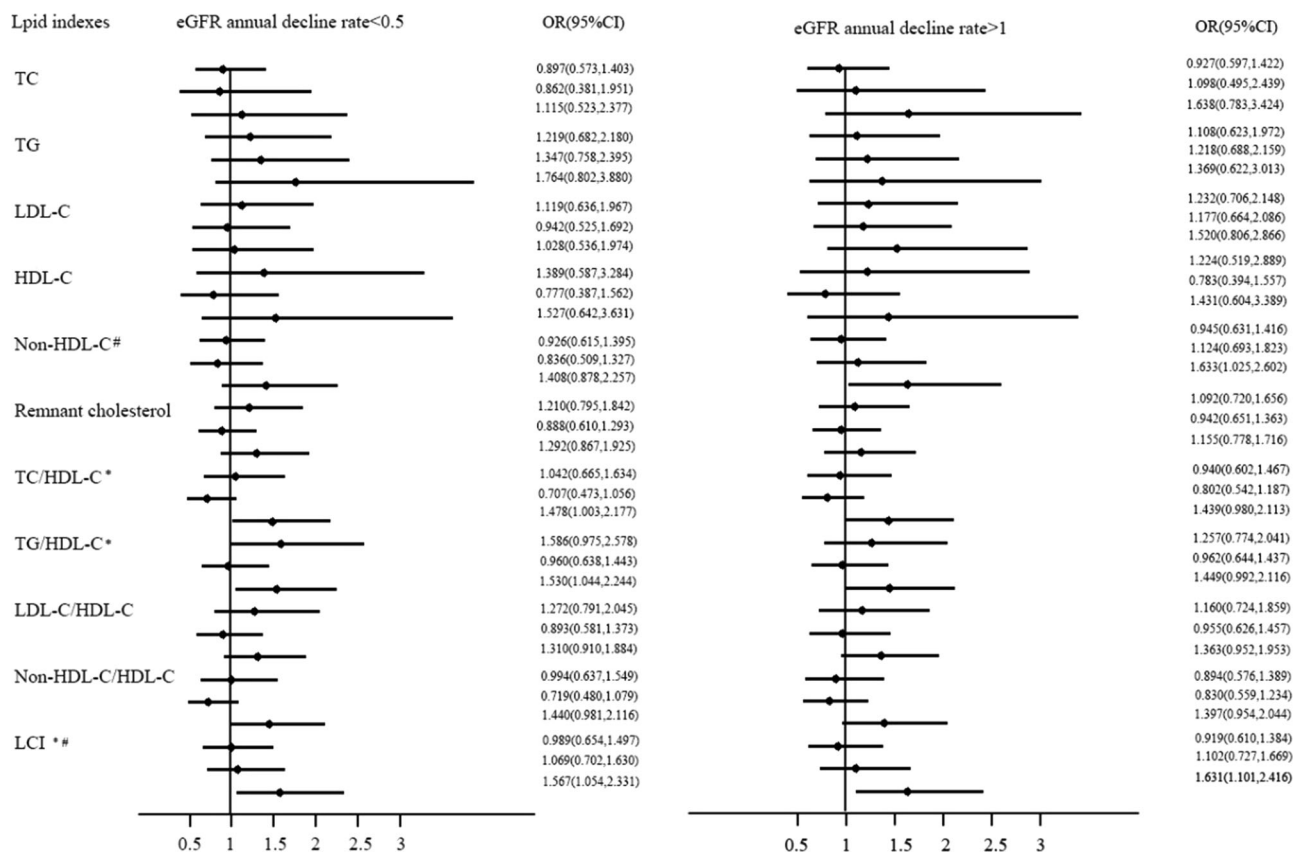 Lpid indexes eGFR annual decline rate<0.5 OR(95%CI) eGFR annual decline rate>1 OR(95%CI)
TC 0.897(0.573,1.403) 0.927(0.597,1.422)
0.862(0.381,1.951) 1.098(0.495,2.439)
1.115(0.523,2.377) 1.638(0.783,3.424)
TG 1.219(0.682,2.180) 1.108(0.623,1.972)
1.347(0.758,2.395) 1.218(0.688,2.159)
1.764(0.802,3.880) 1.369(0.622,3.013)
LDL-C 1.119(0.636,1.967) 1.232(0.706,2.148)
0.942(0.525,1.692) 1.177(0.664,2.086)
1.028(0.536,1.974) 1.520(0.806,2.866)
HDL-C 1.389(0.587,3.284) 1.224(0.519,2.889)
0.777(0.387,1.562) 0.783(0.394,1.557)
1.527(0.642,3.631) 1.431(0.604,3.389)
Non-HDL-C# 0.926(0.615,1.395) 0.945(0.631,1.416)
0.836(0.509,1.327) 1.124(0.693,1.823)
1.408(0.878,2.257) 1.633(1.025,2.602)
Remnant cholesterol 1.210(0.795,1.842) 1.092(0.720,1.656)
0.888(0.610,1.293) 0.942(0.651,1.363)
1.292(0.867,1.925) 1.155(0.778,1.716)
TC/HDL-C* 1.042(0.665,1.634) 0.940(0.602,1.467)
0.707(0.473,1.056) 0.802(0.542,1.187)
1.478(1.003,2.177) 1.439(0.980,2.113)
TG/HDL-C* 1.586(0.975,2.578) 1.257(0.774,2.041)
0.960(0.638,1.443) 0.962(0.644,1.437)
1.530(1.044,2.244) 1.449(0.992,2.116)
LDL-C/HDL-C 1.272(0.791,2.045) 1.160(0.724,1.859)
0.893(0.581,1.373) 0.955(0.626,1.457)
1.310(0.910,1.884) 1.363(0.952,1.953)
Non-HDL-C/HDL-C 0.994(0.637,1.549) 0.894(0.576,1.389)
0.719(0.480,1.079) 0.830(0.559,1.234)
1.440(0.981,2.116) 1.397(0.954,2.044)
LCI *# 0.989(0.654,1.497) 0.919(0.610,1.384)
1.069(0.702,1.630) 1.102(0.727,1.669)
1.567(1.054,2.331) 1.631(1.101,2.416)
0.5 1 1.5 2 2.5 3 0.5 1 1.5 2 2.5 3